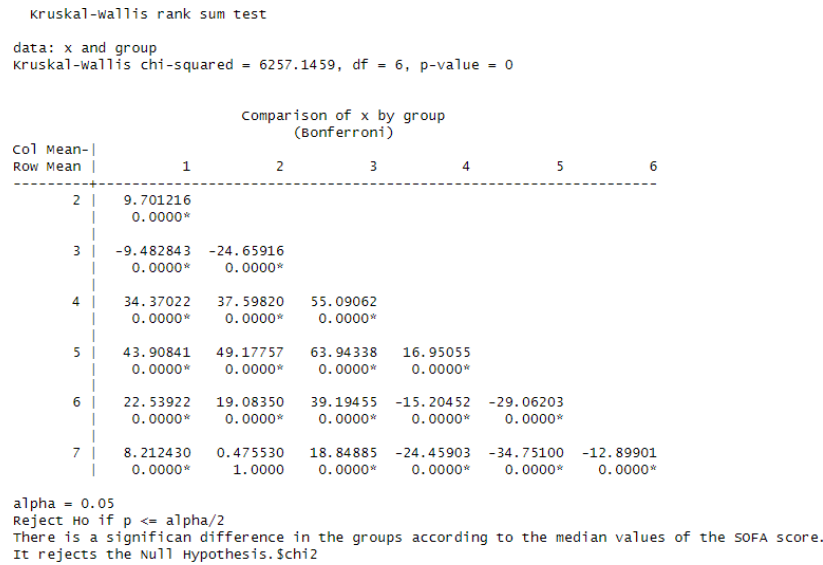 Kruskal-Wallis rank sum test
data: x and group
Kruskal-Wallis chi-squared = 6257.1459, df = 6, p-value = 0
Comparison of x by group
(Bonferroni)
Col Mean-|
Row Mean |          1          2          3          4          5          6
---------+------------------------------------------------------------------
2 |   9.701216
|    0.0000*
|
3 |  -9.482843  -24.65916
|    0.0000*    0.0000*
|
4 |   34.37022   37.59820   55.09062
|    0.0000*    0.0000*    0.0000*
|
5 |   43.90841   49.17757   63.94338   16.95055
|    0.0000*    0.0000*    0.0000*    0.0000*
|
6 |   22.53922   19.08350   39.19455  -15.20452  -29.06203
|    0.0000*    0.0000*    0.0000*    0.0000*    0.0000*
|
7 |   8.212430   0.475530   18.84885  -24.45903  -34.75100  -12.89901
|    0.0000*    1.0000     0.0000*    0.0000*    0.0000*    0.0000*
alpha = 0.05
Reject Ho if p <= alpha/2
There is a significan difference in the groups according to the median values of the SOFA score.
It rejects the Null Hypothesis.$chi2